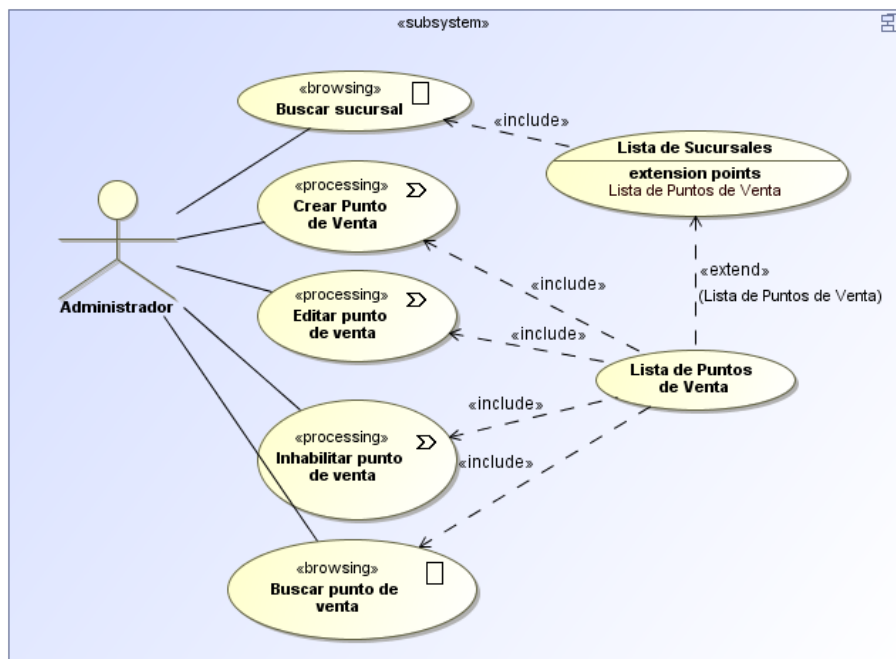 «subsystem»
«browsing»
Buscar sucursal
«include»
Lista de Sucursales
extension points
Lista de Puntos de Venta
«processing»
Crear Punto
de Venta
Administrador
«include»
«extend»
(Lista de Puntos de Venta)
«processing»
Editar punto
de venta
«include»
Lista de Puntos
de Venta
«include»
«processing»
Inhabilitar punto
de venta
«include»
«browsing»
Buscar punto de
venta